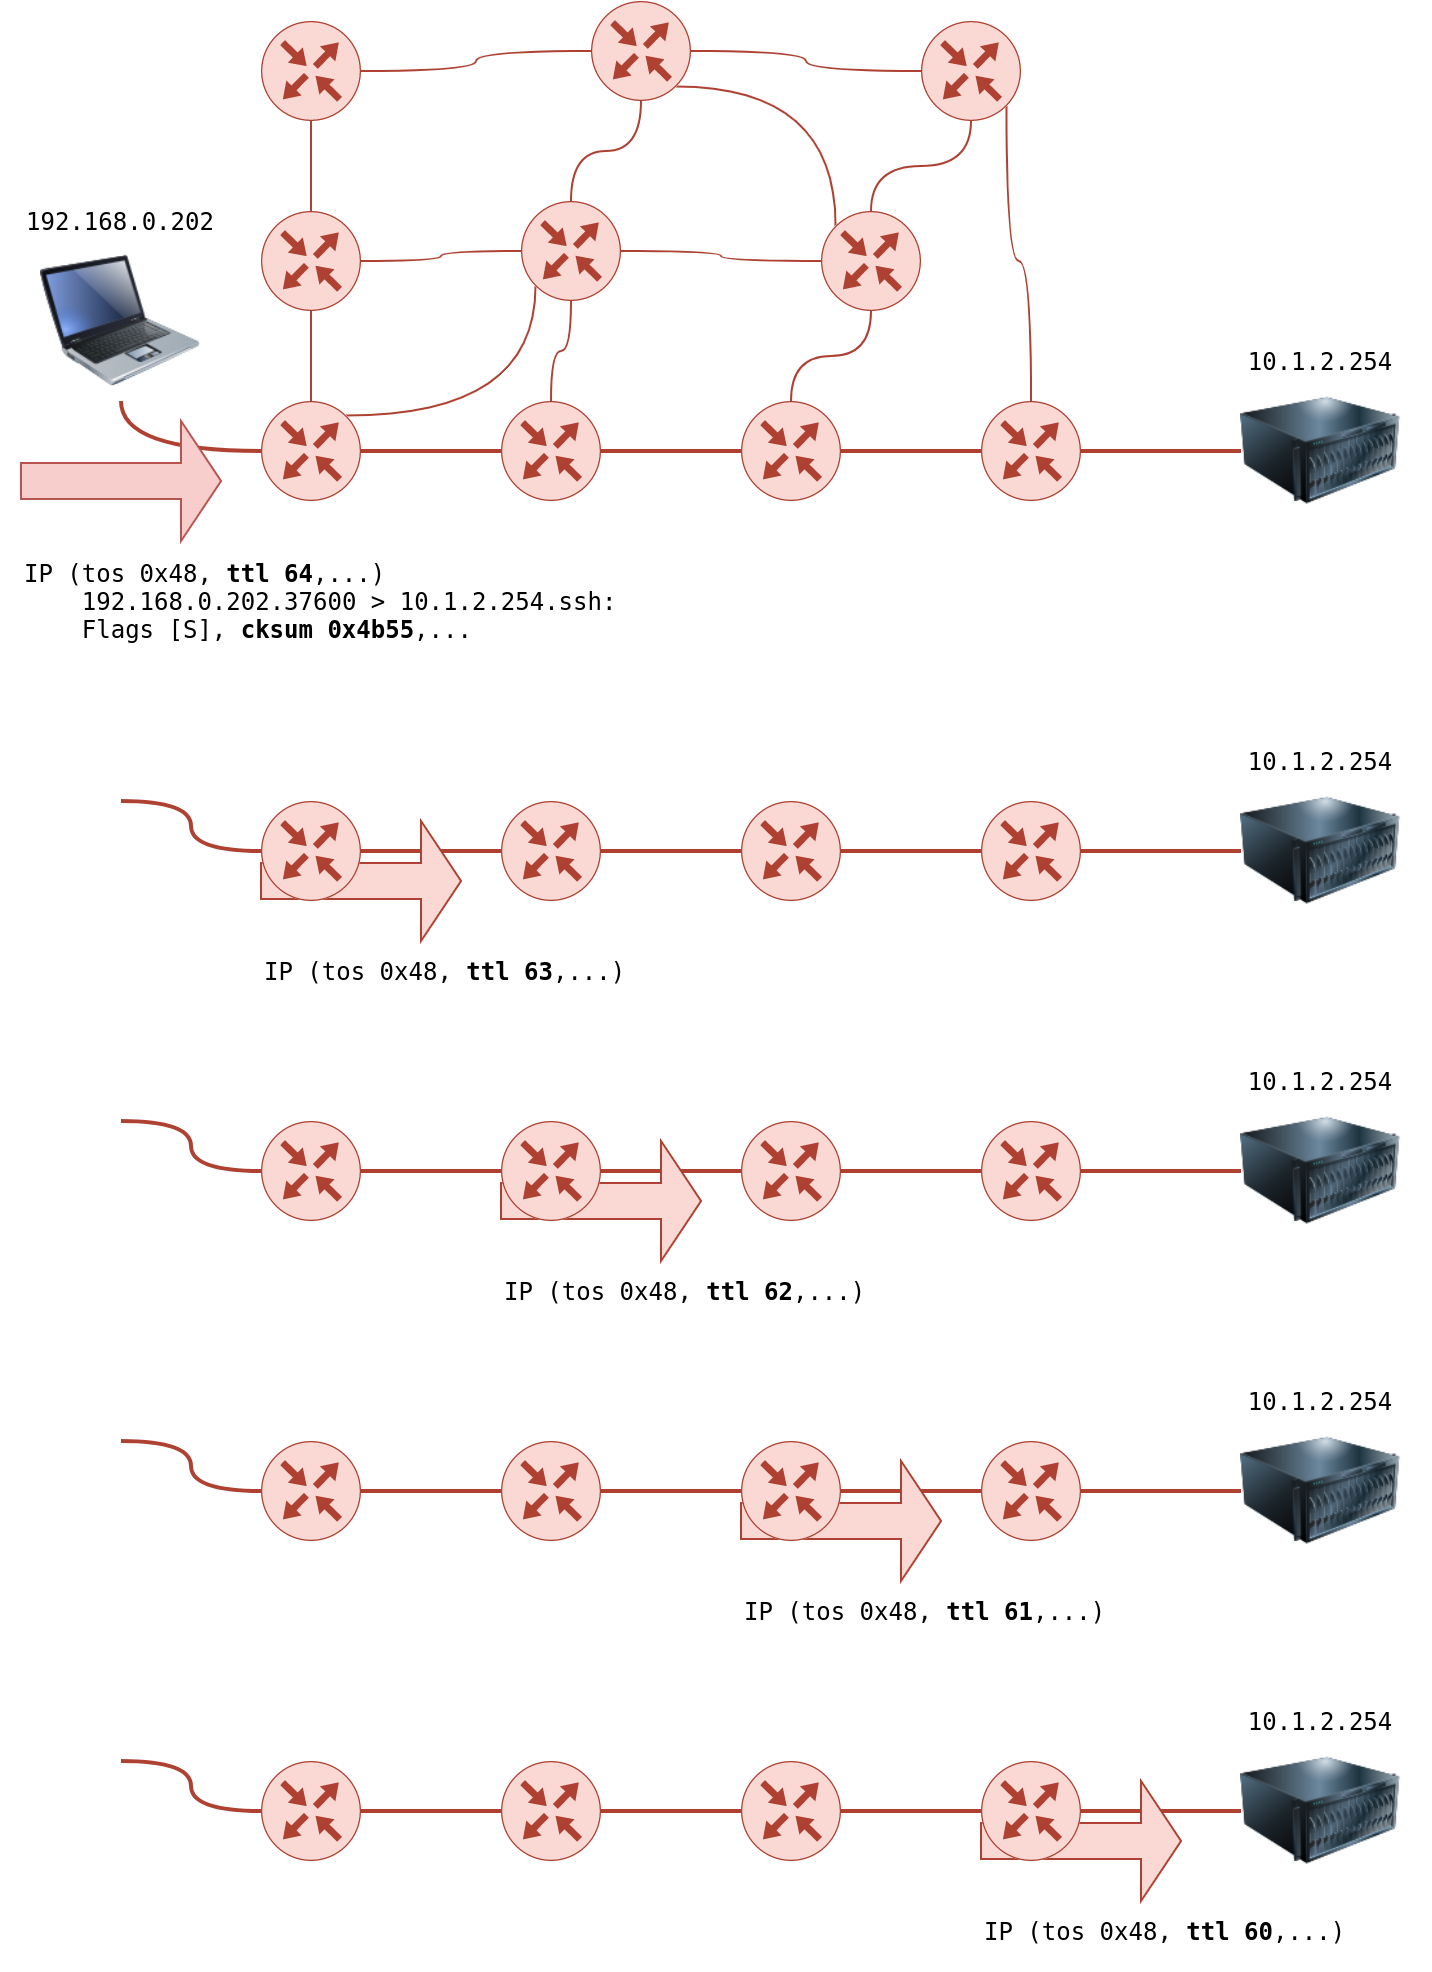 192.168.0.202
10.1.2.254
IP (tos 0x48, ttl 64,...)
192.168.0.202.37600 > 10.1.2.254.ssh:
Flags [S], cksum 0x4b55,...
10.1.2.254
IP (tos 0x48, ttl 63,...)
10.1.2.254
IP (tos 0x48, ttl 62,...)
10.1.2.254
IP (tos 0x48, ttl 61,...)
10.1.2.254
IP (tos 0x48, ttl 60,...)